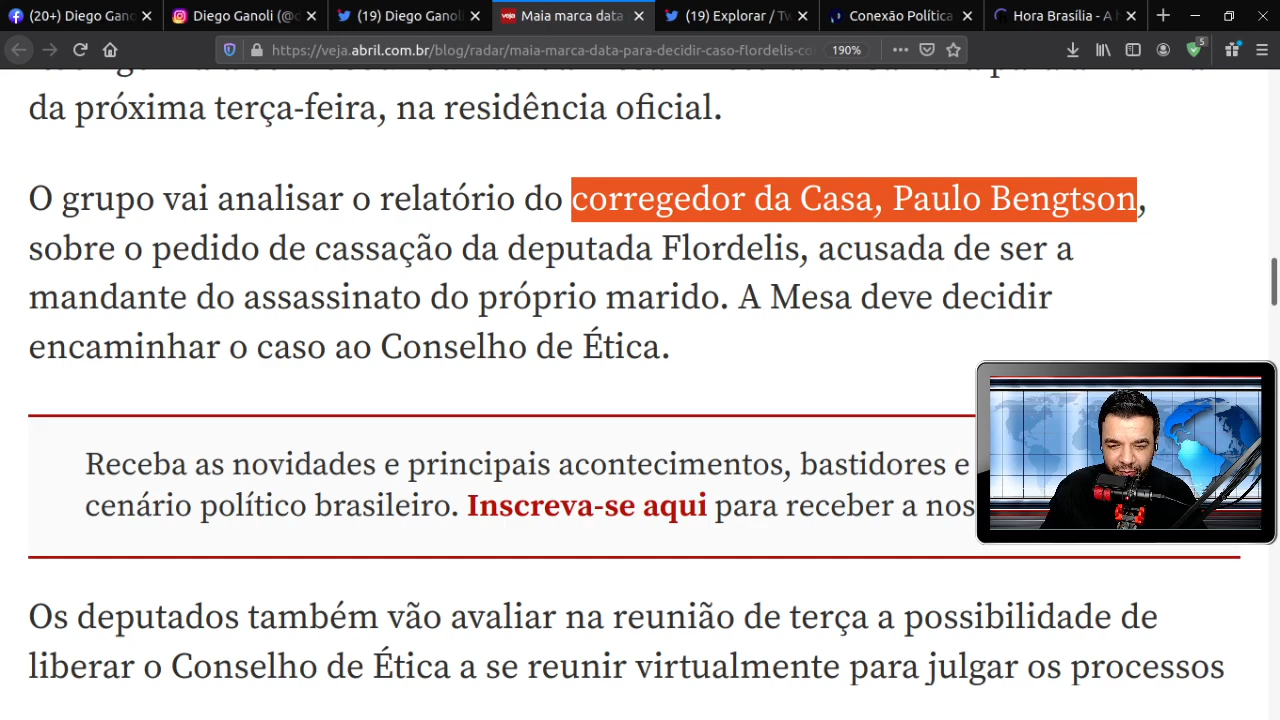 (20+) Diego Gano
Diego Ganoli (@d
(19) Diego Ganoli
veja
Maia marca data
(19) Explorar / Tw
Conexão Política
Hora Brasília - A
https://veja.abril.com.br/blog/radar/maia-marca-data-para-decidir-caso-flordelis-co
190%
5
da próxima terça-feira, na residência oficial.
O grupo vai analisar o relatório do corregedor da Casa, Paulo Bengtson,
sobre o pedido de cassação da deputada Flordelis, acusada de ser a
mandante do assassinato do próprio marido. A Mesa deve decidir
encaminhar o caso ao Conselho de Ética.
Receba as novidades e principais acontecimentos, bastidores e
cenário político brasileiro. Inscreva-se aqui para receber a nos
Os deputados também vão avaliar na reunião de terça a possibilidade de
liberar o Conselho de Ética a se reunir virtualmente para julgar os processos